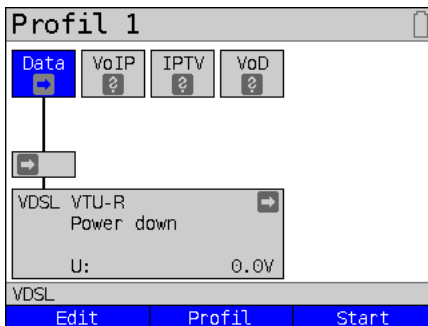 Profil 1
Data VoIP IPTV VoD
? ? ?
VDSL VTU-R
Power down
U: 0.0V
VDSL
Edit Profil Start